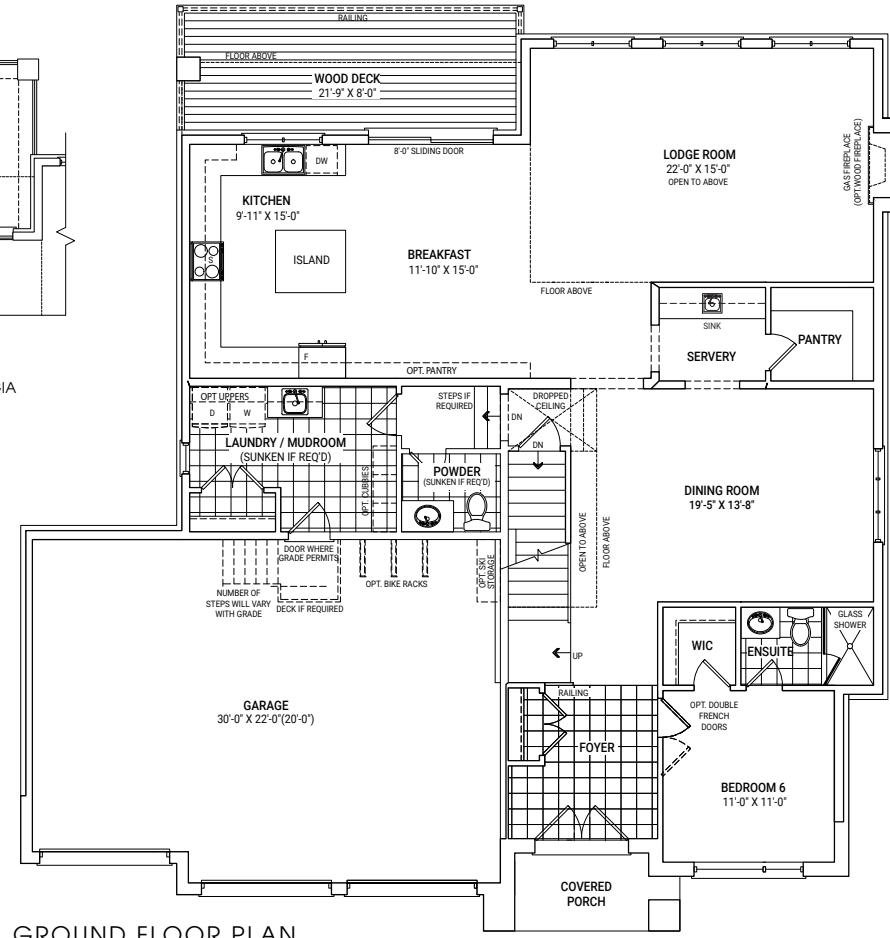 RAILING
FLOOR ABOVE
WOOD DECK
21'-9" X 8'-0"
8'-0" SLIDING DOOR
DW
KITCHEN
9'-11" X 15'-0"
S
ISLAND
BREAKFAST
11'-10" X 15'-0"
LODGE ROOM
22'-0" X 15'-0"
OPEN TO ABOVE
GAS FIREPLACE
(OPT.WOOD FIREPLACE)
FLOOR ABOVE
SINK
SERVERY
PANTRY
F
OPT. PANTRY
GIA
OPT UPPERS
D
W
LAUNDRY / MUDROOM
(SUNKEN IF REQ'D)
STEPS IF
REQUIRED
DN
DROPPED
CEILING
DN
POWDER
(SUNKEN IF REQ'D)
OPT. CUBBIES
DINING ROOM
19'-5" X 13'-8"
OPEN TO ABOVE
FLOOR ABOVE
DOOR WHERE
GRADE PERMITS
NUMBER OF
STEPS WILL VARY
WITH GRADE
DECK IF REQUIRED
OPT. BIKE RACKS
OPT. SKI
STORAGE
UP
WIC
ENSUITE
GLASS
SHOWER
GARAGE
30'-0" X 22'-0"(20'-0")
RAILING
FOYER
OPT. DOUBLE
FRENCH
DOORS
BEDROOM 6
11'-0" X 11'-0"
COVERED
PORCH
GROUND FLOOR PLAN